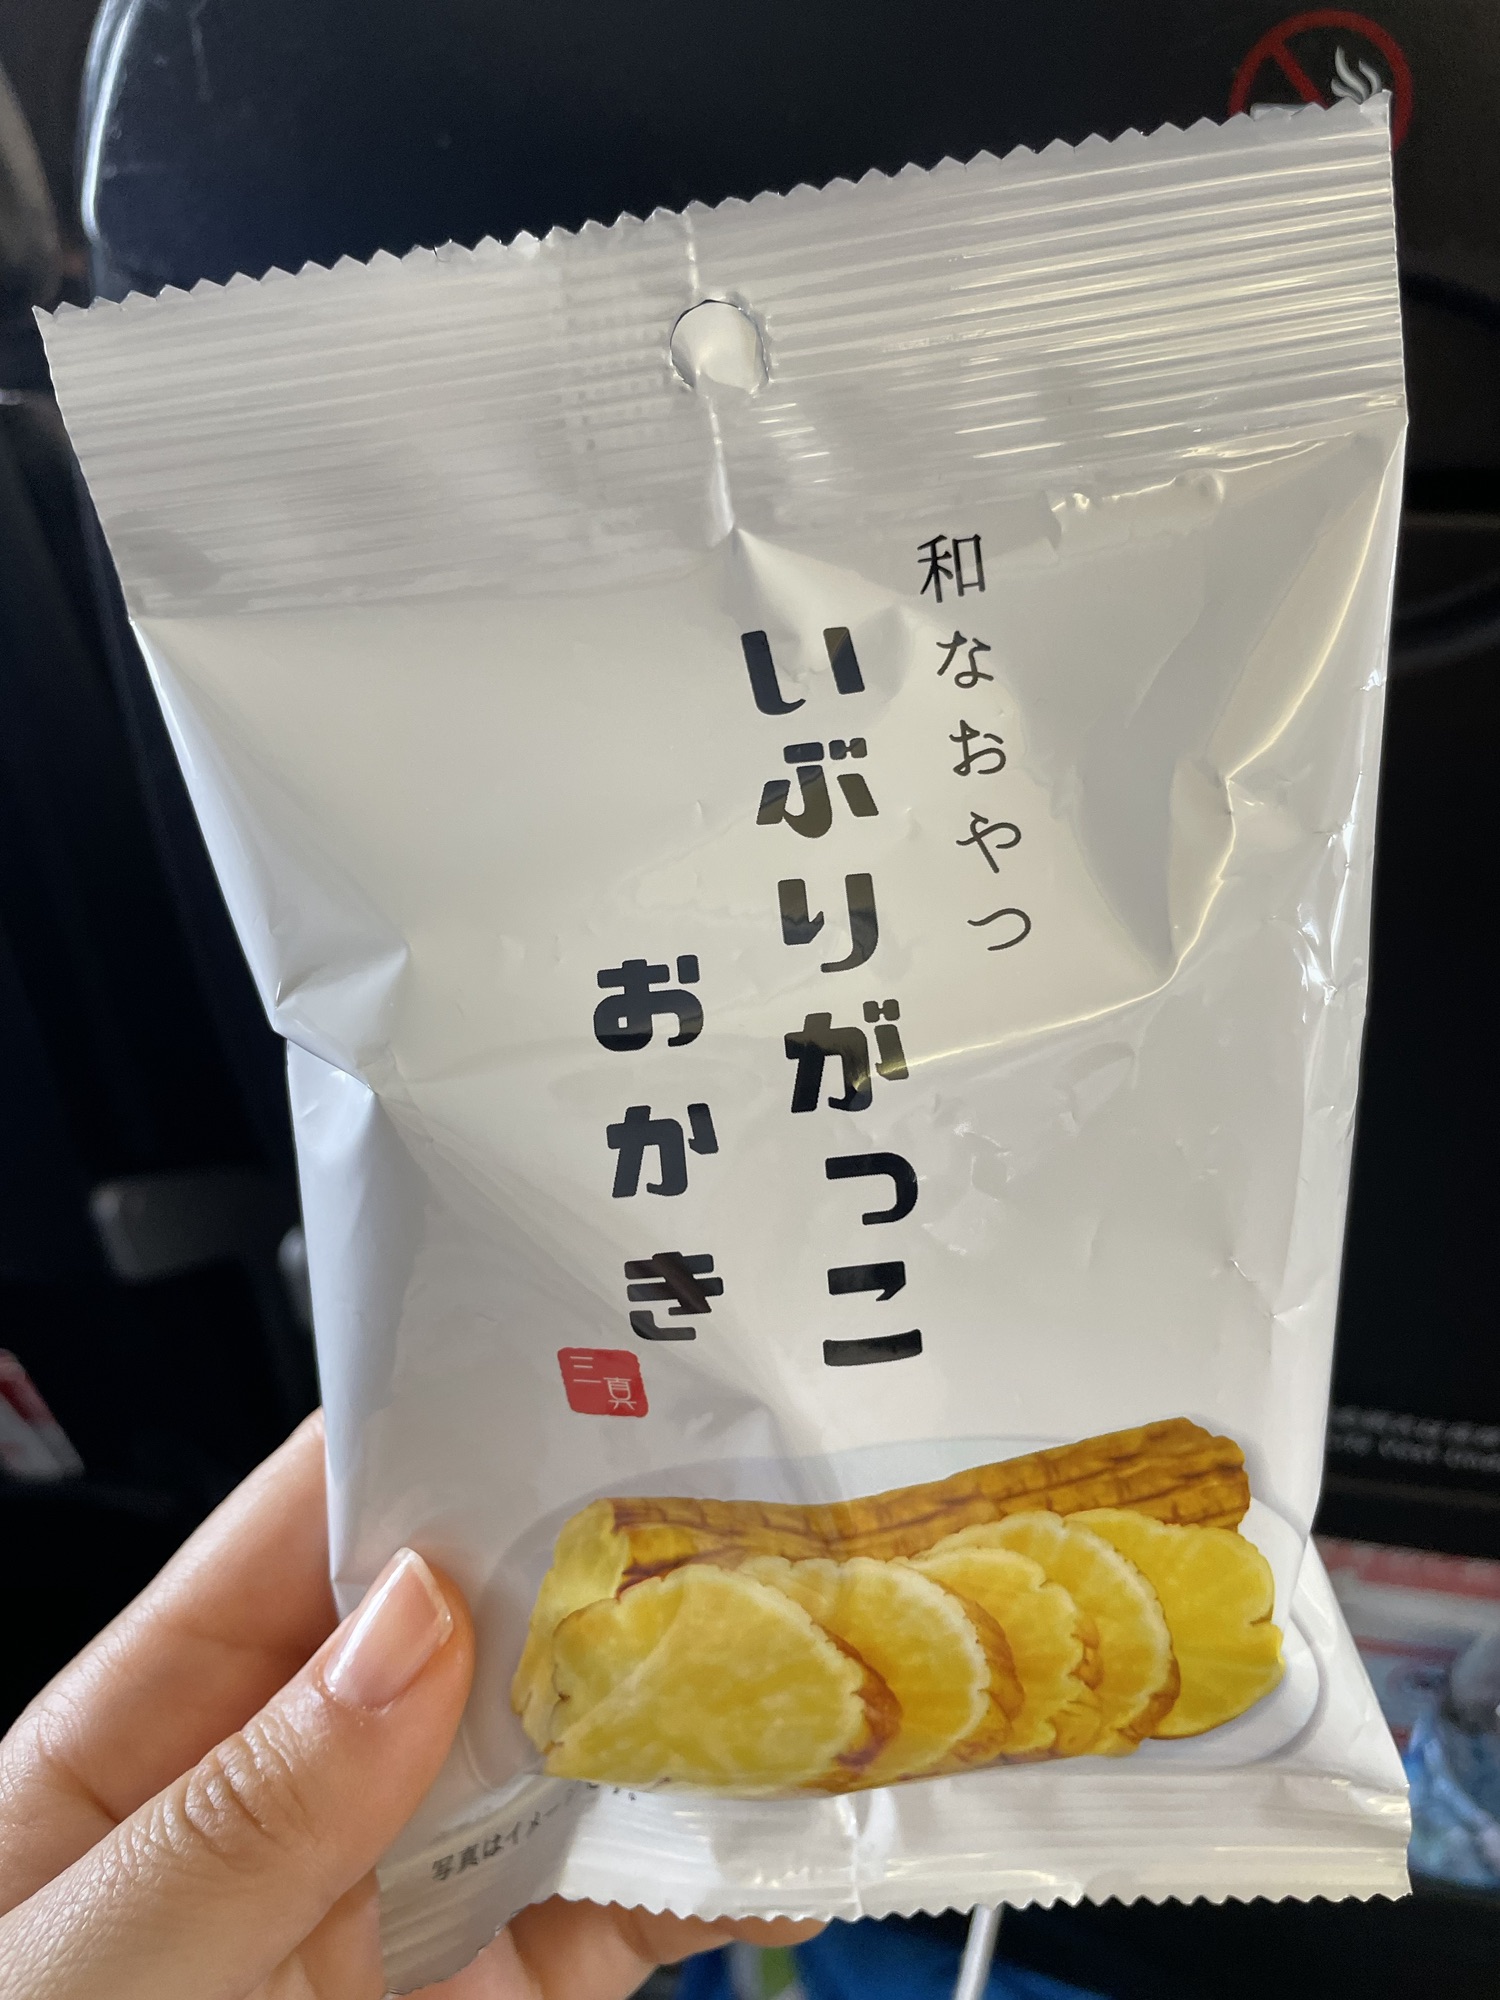 和なおやつ
いぶりがっこ
おかき
三真
写真はイメージです。